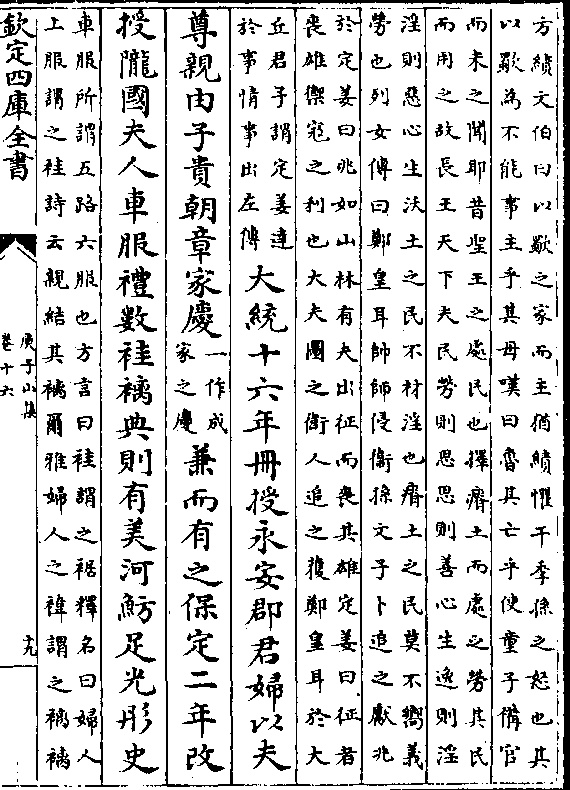 方績文伯曰以歜之家而主猶績懼干季孫之怒也其
以歜為不能事主乎其母嘆曰魯其亡乎使童子備官
而未之聞耶昔聖王之處民也擇瘠土而處之勞其民
而用之故長王天下夫民勞則思思則善心生逸則淫
淫則惡心生沃土之民不材淫也瘠土之民莫不嚮義
勞也列女傳曰鄭皇耳帥師侵衞孫文子卜追之獻兆
於定姜曰兆如山林有夫出征而喪其雄定姜曰征者
喪雄禦寇之利也大夫圖之衞人追之獲鄭皇耳於大
丘君子謂定姜達
於事情事出左傳
大統十六年冊授永安郡君婦以夫
尊親由子貴朝章家慶
一作成
家之慶
兼而有之保定二年改
授隴國夫人車服禮數袿褵典則有美河魴足光彤史
車服所謂五路六服也方言曰袿謂之裾釋名曰婦人
上服謂之袿詩云親結其褵爾雅婦人之褘謂之褵褵
欽定四庫全書
庾子山集
卷十六
十九